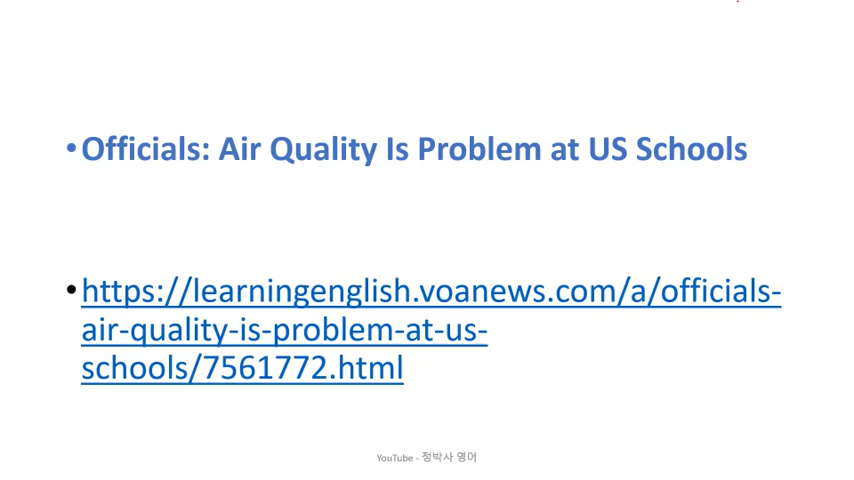 •Officials: Air Quality Is Problem at US Schools
•https://learningenglish.voanews.com/a/officials-
air-quality-is-problem-at-us-
schools/7561772.html
YouTube - 정박사 영어